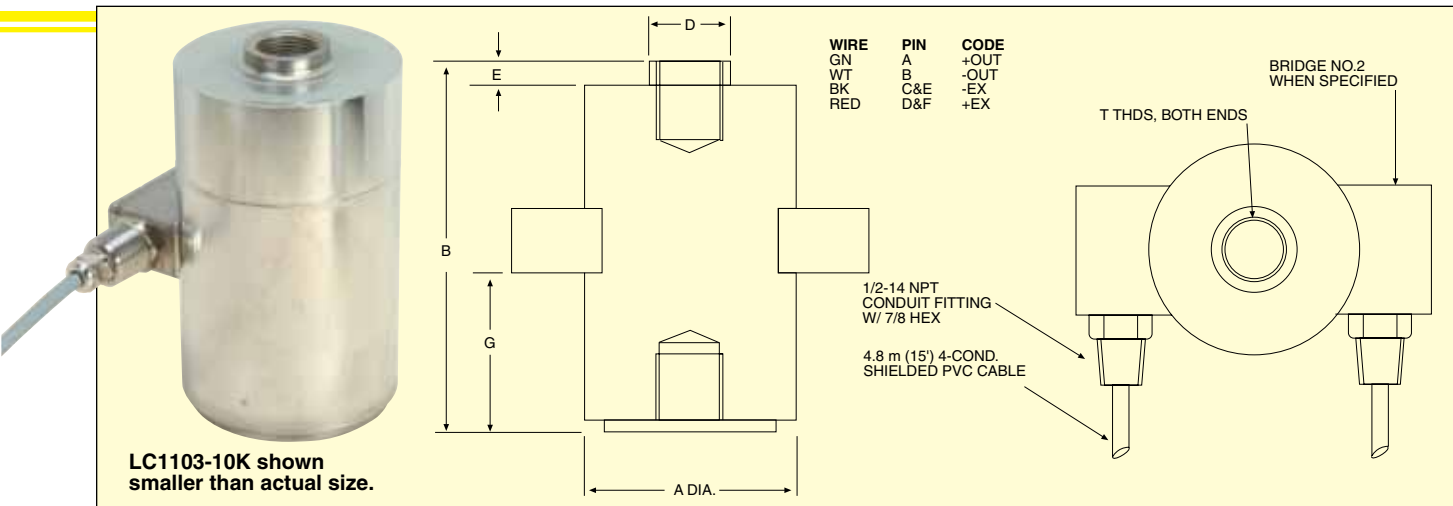 LC1103-10K shown
smaller than actual size.
D
E
B
G
A DIA.
WIRE PIN CODE
GN A +OUT
WT B -OUT
BK C&E -EX
RED D&F +EX
BRIDGE NO.2
WHEN SPECIFIED
T THDS, BOTH ENDS
1/2-14 NPT
CONDUIT FITTING
W/ 7/8 HEX
4.8 m (15') 4-COND.
SHIELDED PVC CABLE